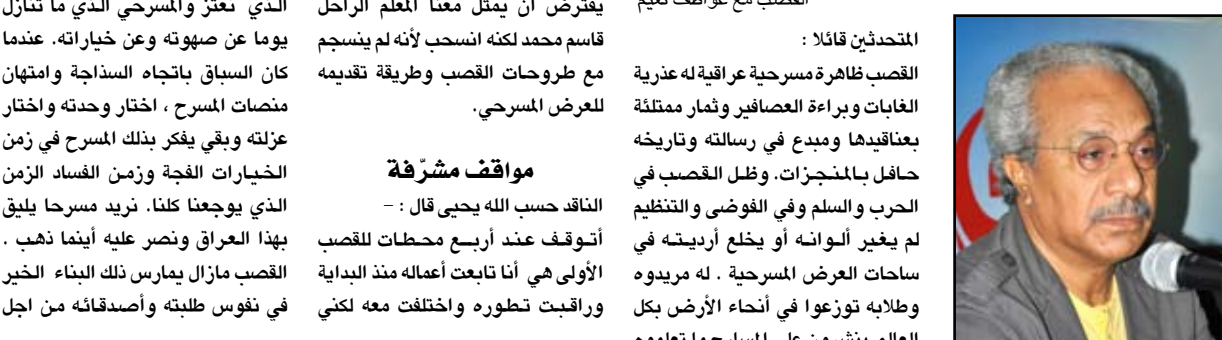 القصب مع عواطف نعيم
المتحدثين قائلا :
القصب ظاهرة مسرحية عراقية له عذرية
الغابات وبراءة العصافير وثمار ممتلئة
بعناقيدها ومبدع في رسالته وتاريخه
حافل بالمنجزات. وظل القصب في
الحرب والسلم وفي الفوضى والتنظيم
لم يغير ألوانه أو يخلع أرديته في
ساحات العرض المسرحية . له مريدوه
وطلابه توزعوا في أنحاء الأرض بكل
يفترض ان يمثل معنا المعلم الراحل
قاسم محمد لكنه انسحب لأنه لم ينسجم
مع طروحات القصب وطريقة تقديمه
للعرض المسرحي.
مواقف مشرّفة
الناقد حسب الله يحيى قال : –
أتوقف عند أربع محطات للقصب
الأولى هي أنا تابعت أعماله منذ البداية
وراقبت تطوره واختلفت معه لكني
الذي نعتز والمسرحي الذي ما تنازل
يوما عن صهوته وعن خياراته. عندما
كان السباق باتجاه السذاجة وامتهان
منصات المسرح ، اختار وحدته واختار
عزلته وبقي يفكر بذلك المسرح في زمن
الخيارات الفجة وزمن الفساد الزمن
الذي يوجعنا كلنا. نريد مسرحا يليق
بهذا العراق ونصر عليه أينما ذهب .
القصب مازال يمارس ذلك البناء الخير
في نفوس طلبته وأصدقائه من اجل